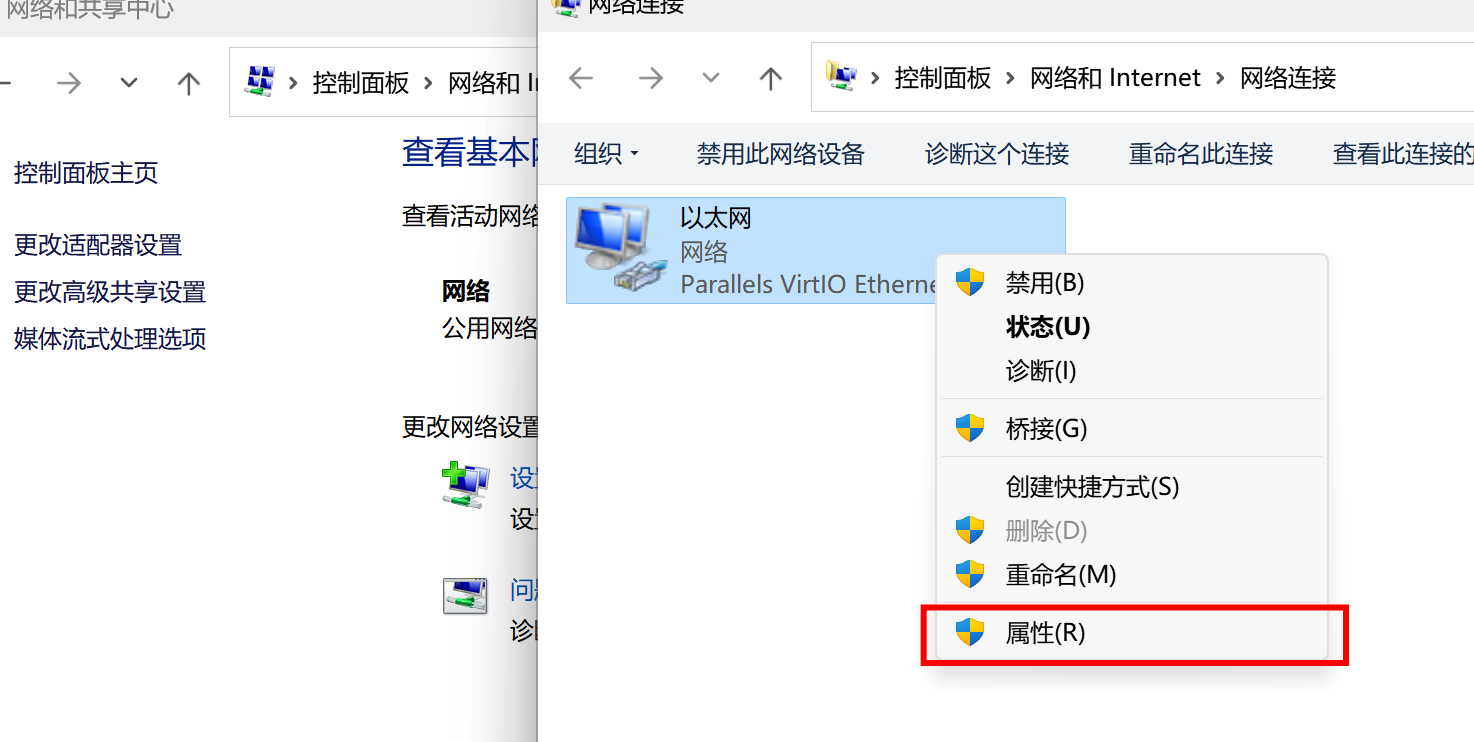 网络和共享中心
控制面板 网络和 I
控制面板主页
更改适配器设置
更改高级共享设置
媒体流式处理选项
查看基本
查看活动网络
网络
公用网络
更改网络设置
设
设
诊
网络连接
控制面板 网络和 Internet 网络连接
组织 禁用此网络设备 诊断这个连接 重命名此连接 查看此连接的
以太网
网络
Parallels VirtIO Etherne
禁用(B)
状态(U)
诊断(I)
桥接(G)
创建快捷方式(S)
删除(D)
重命名(M)
属性(R)